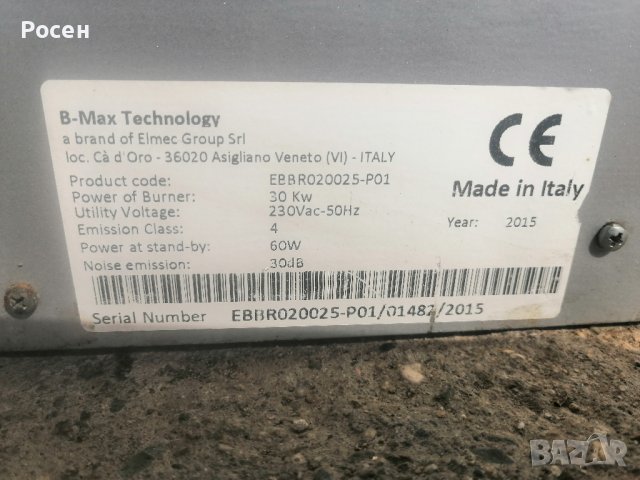 Росен
B-Max Technology
a brand of Elmec Group Srl
loc. Cà d'Oro - 36020 Asigliano Veneto (VI) - ITALY
Product code: EBBR020025-P01
Power of Burner: 30 Kw
Utility Voltage: 230Vac-50Hz
Emission Class: 4
Power at stand-by: 60W
Noise emission: 30dB
CE
Made in Italy
Year: 2015
Serial Number EBBR020025-P01/01482/2015
BAZAR